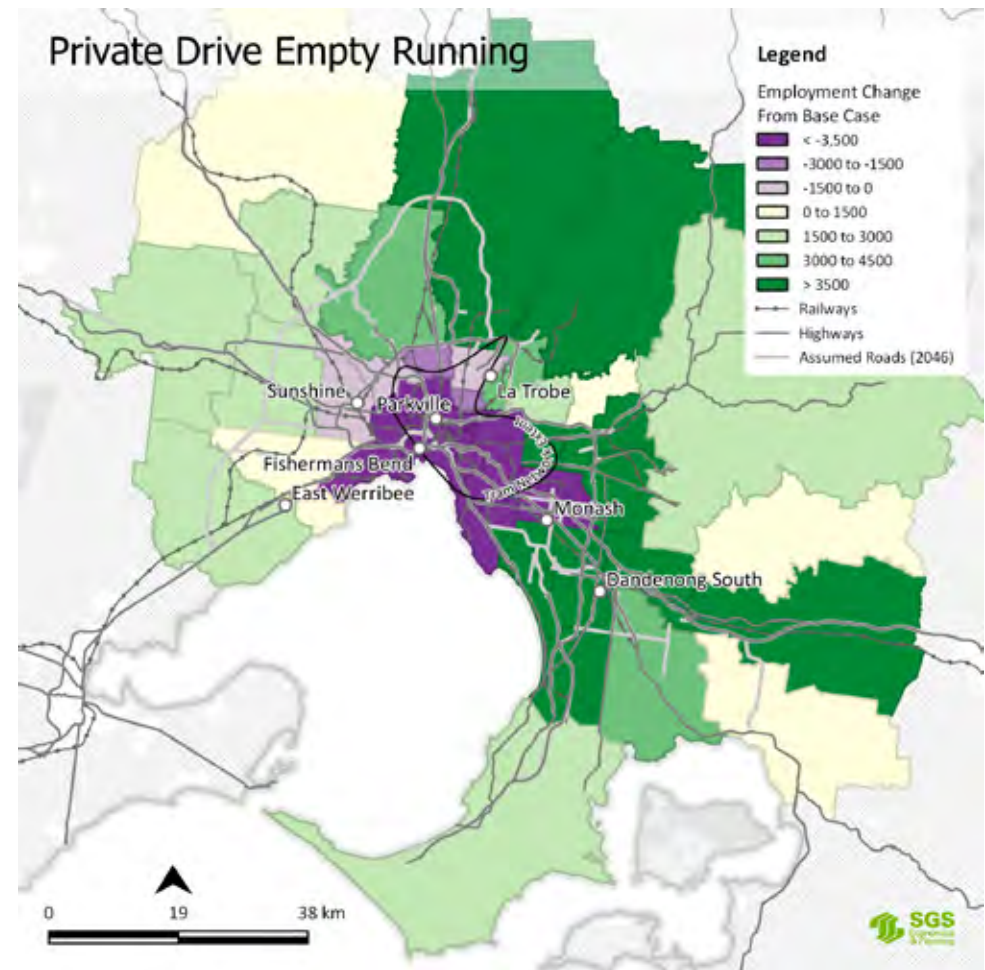 Private Drive Empty Running
Legend
Employment Change
From Base Case
< -3,500
-3000 to -1500
-1500 to 0
0 to 1500
1500 to 3000
3000 to 4500
> 3500
Railways
Highways
Assumed Roads (2046)
Sunshine
Parkville
La Trobe
Fishermans Bend
East Werribee
Tram Network
Monash
Dandenong South
0 19 38 km
SGS
Economics
& Planning